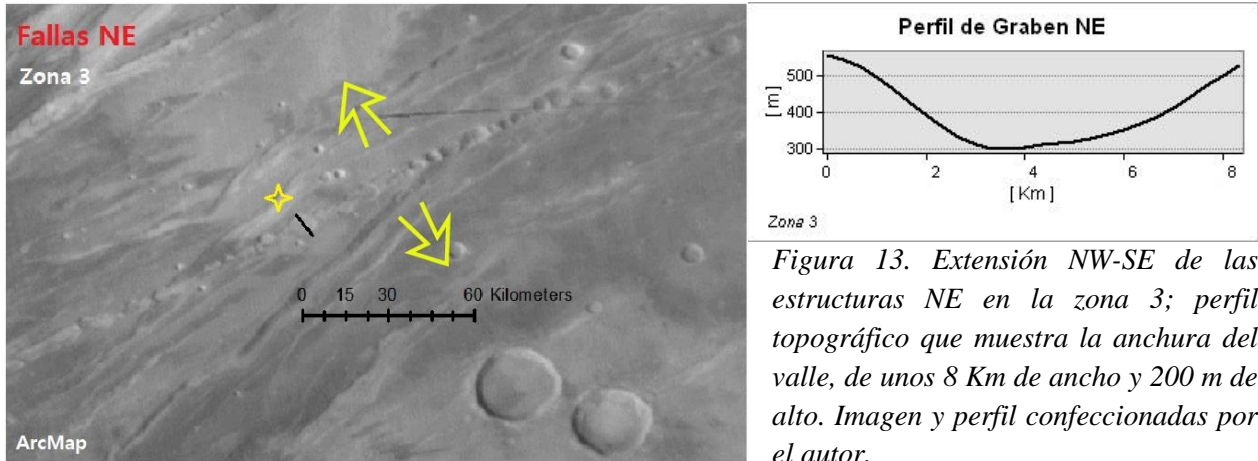 Fallas NE
Zona 3
0 15 30 60 Kilometers
ArcMap
Perfil de Graben NE
500
400
300
[m]
0 2 4 6 8
[Km]
Zona 3
Figura 13. Extensión NW-SE de las
estructuras NE en la zona 3; perfil
topográfico que muestra la anchura del
valle, de unos 8 Km de ancho y 200 m de
alto. Imagen y perfil confeccionadas por
el autor.